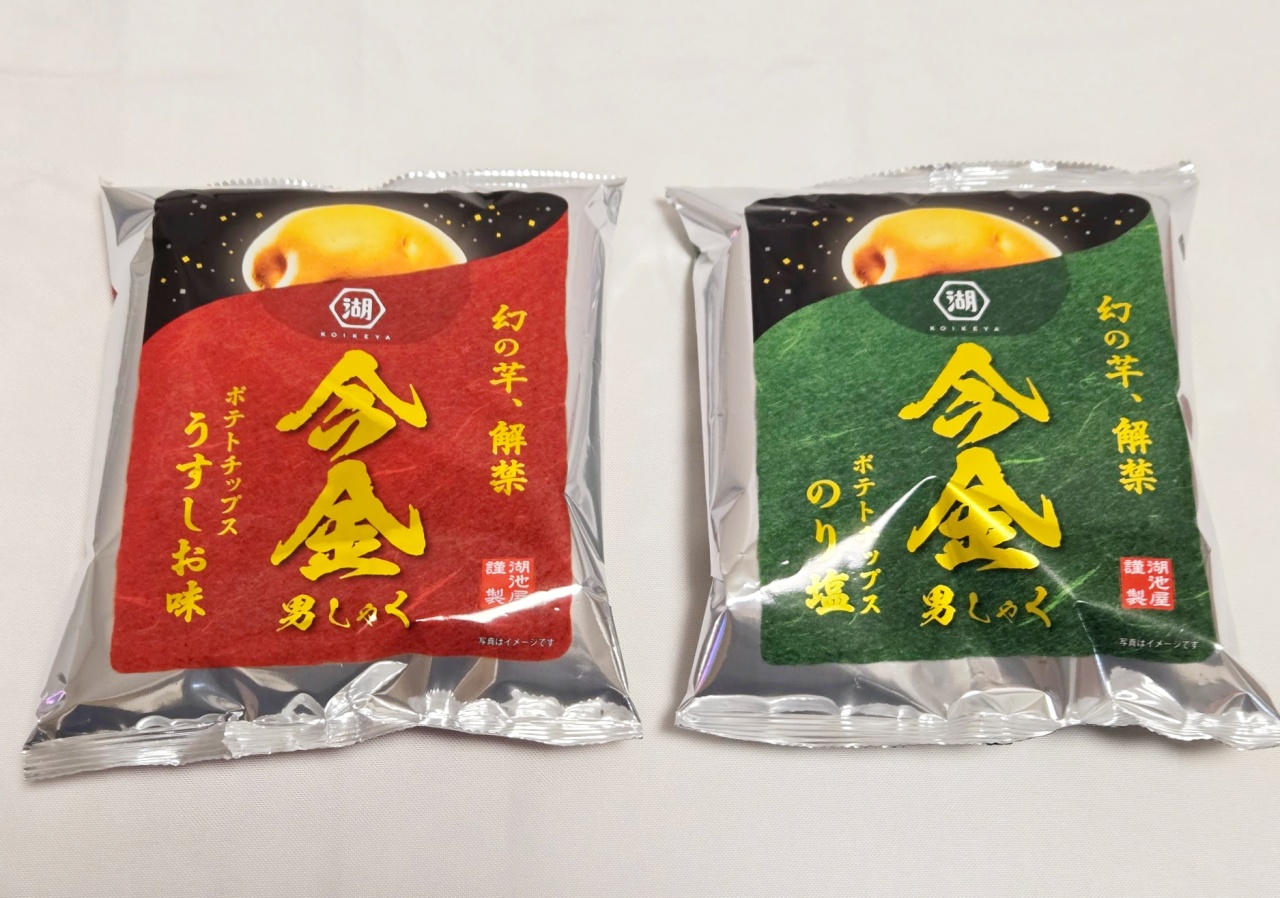 湖
KOIKEYA
幻の芋、解禁
今金
男しゃく
ポテトチップス
うすしお味
湖池屋
謹製
写真はイメージです
湖
KOIKEYA
幻の芋、解禁
今金
男しゃく
ポテトチップス
のり塩
湖池屋
謹製
写真はイメージです